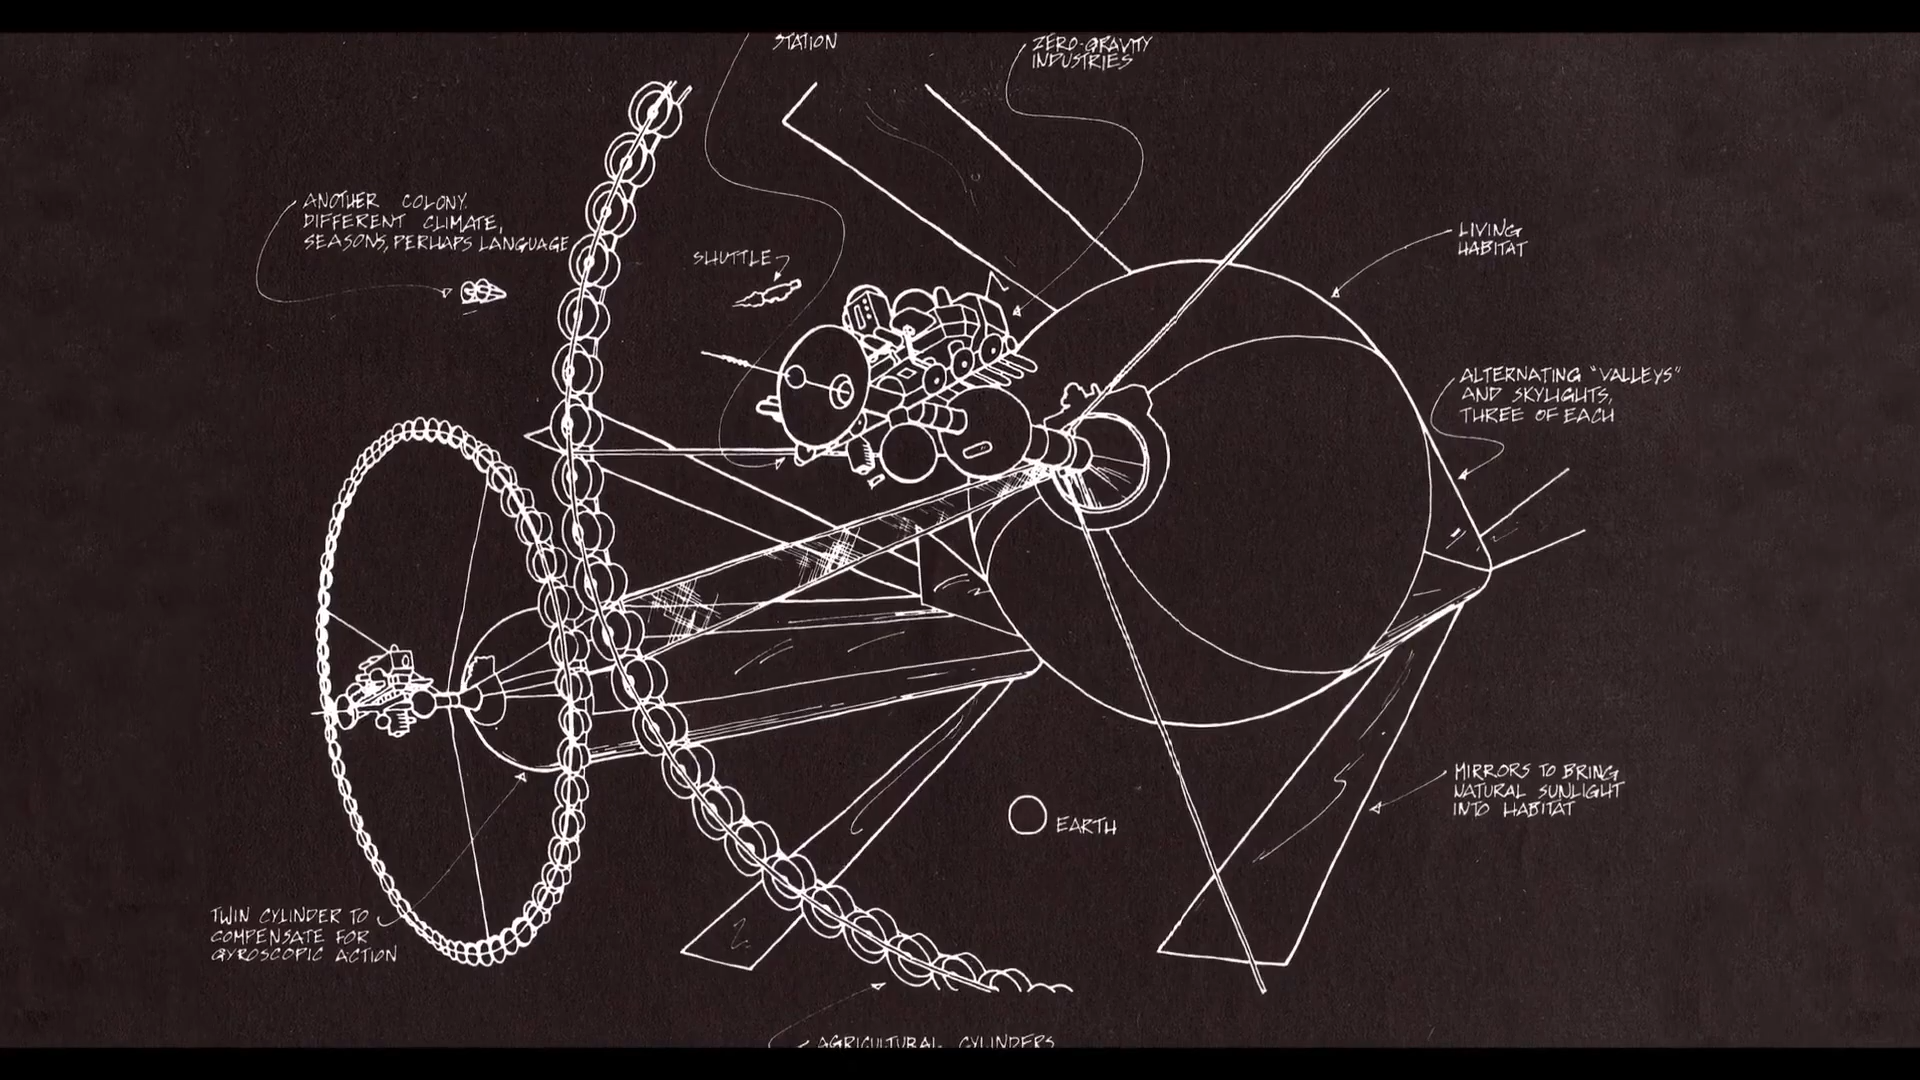 STATION
ZERO-GRAVITY
INDUSTRIES
ANOTHER COLONY.
DIFFERENT CLIMATE,
SEASONS, PERHAPS LANGUAGE
SHUTTLE
LIVING
HABITAT
ALTERNATING "VALLEYS"
AND SKYLIGHTS,
THREE OF EACH
MIRRORS TO BRING
NATURAL SUNLIGHT
INTO HABITAT
EARTH
TWIN CYLINDER TO
COMPENSATE FOR
GYROSCOPIC ACTION
AGRICULTURAL CYLINDERS